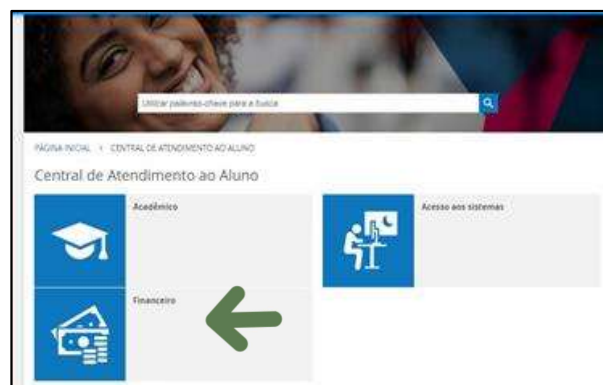 Utilizar palavras-chave para a busca
PÁGINA INICIAL > CENTRAL DE ATENDIMENTO AO ALUNO
Central de Atendimento ao Aluno
Acadêmico
Acesso aos sistemas
Financeiro